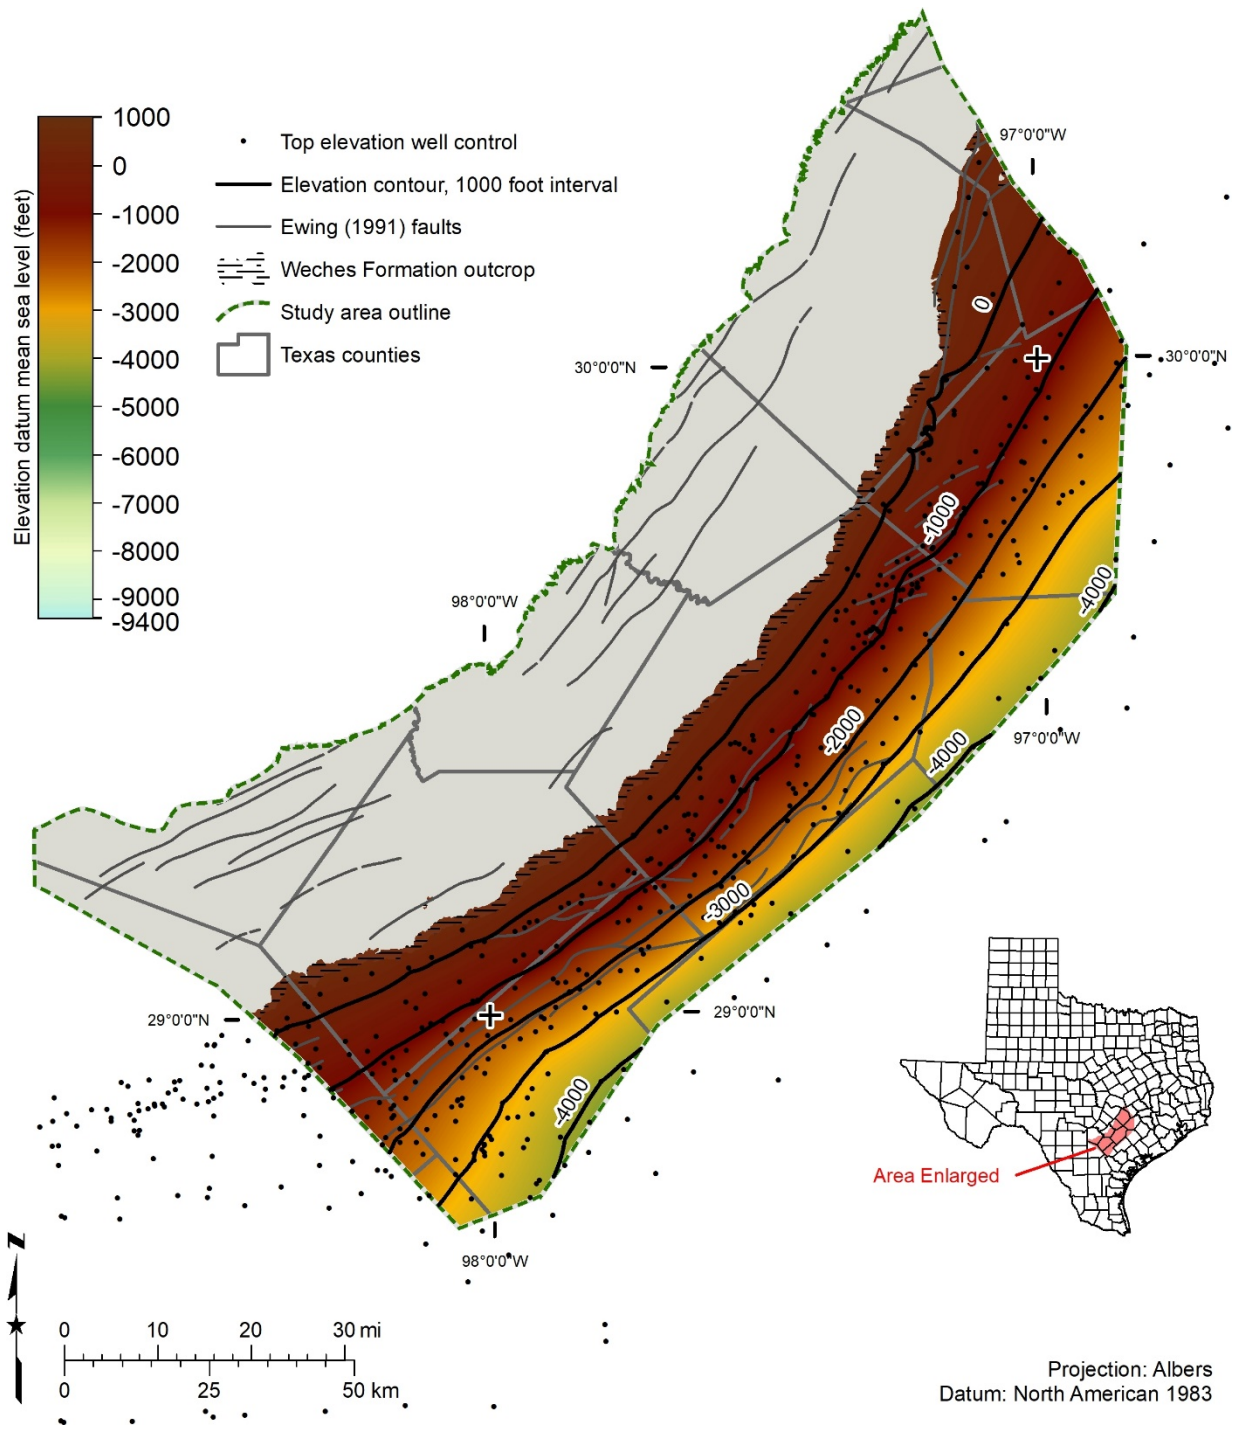 1000
0
-1000
-2000
-3000
-4000
-5000
-6000
-7000
-8000
-9000
-9400
Elevation datum mean sea level (feet)
Top elevation well control
Elevation contour, 1000 foot interval
Ewing (1991) faults
Weches Formation outcrop
Study area outline
Texas counties
97°0'0"W
0
30°0'0"N
30°0'0"N
-1000
-4000
98°0'0"W
-2000
-4000
97°0'0"W
-3000
29°0'0"N
29°0'0"N
-4000
98°0'0"W
Area Enlarged
N
0 10 20 30 mi
0 25 50 km
Projection: Albers
Datum: North American 1983